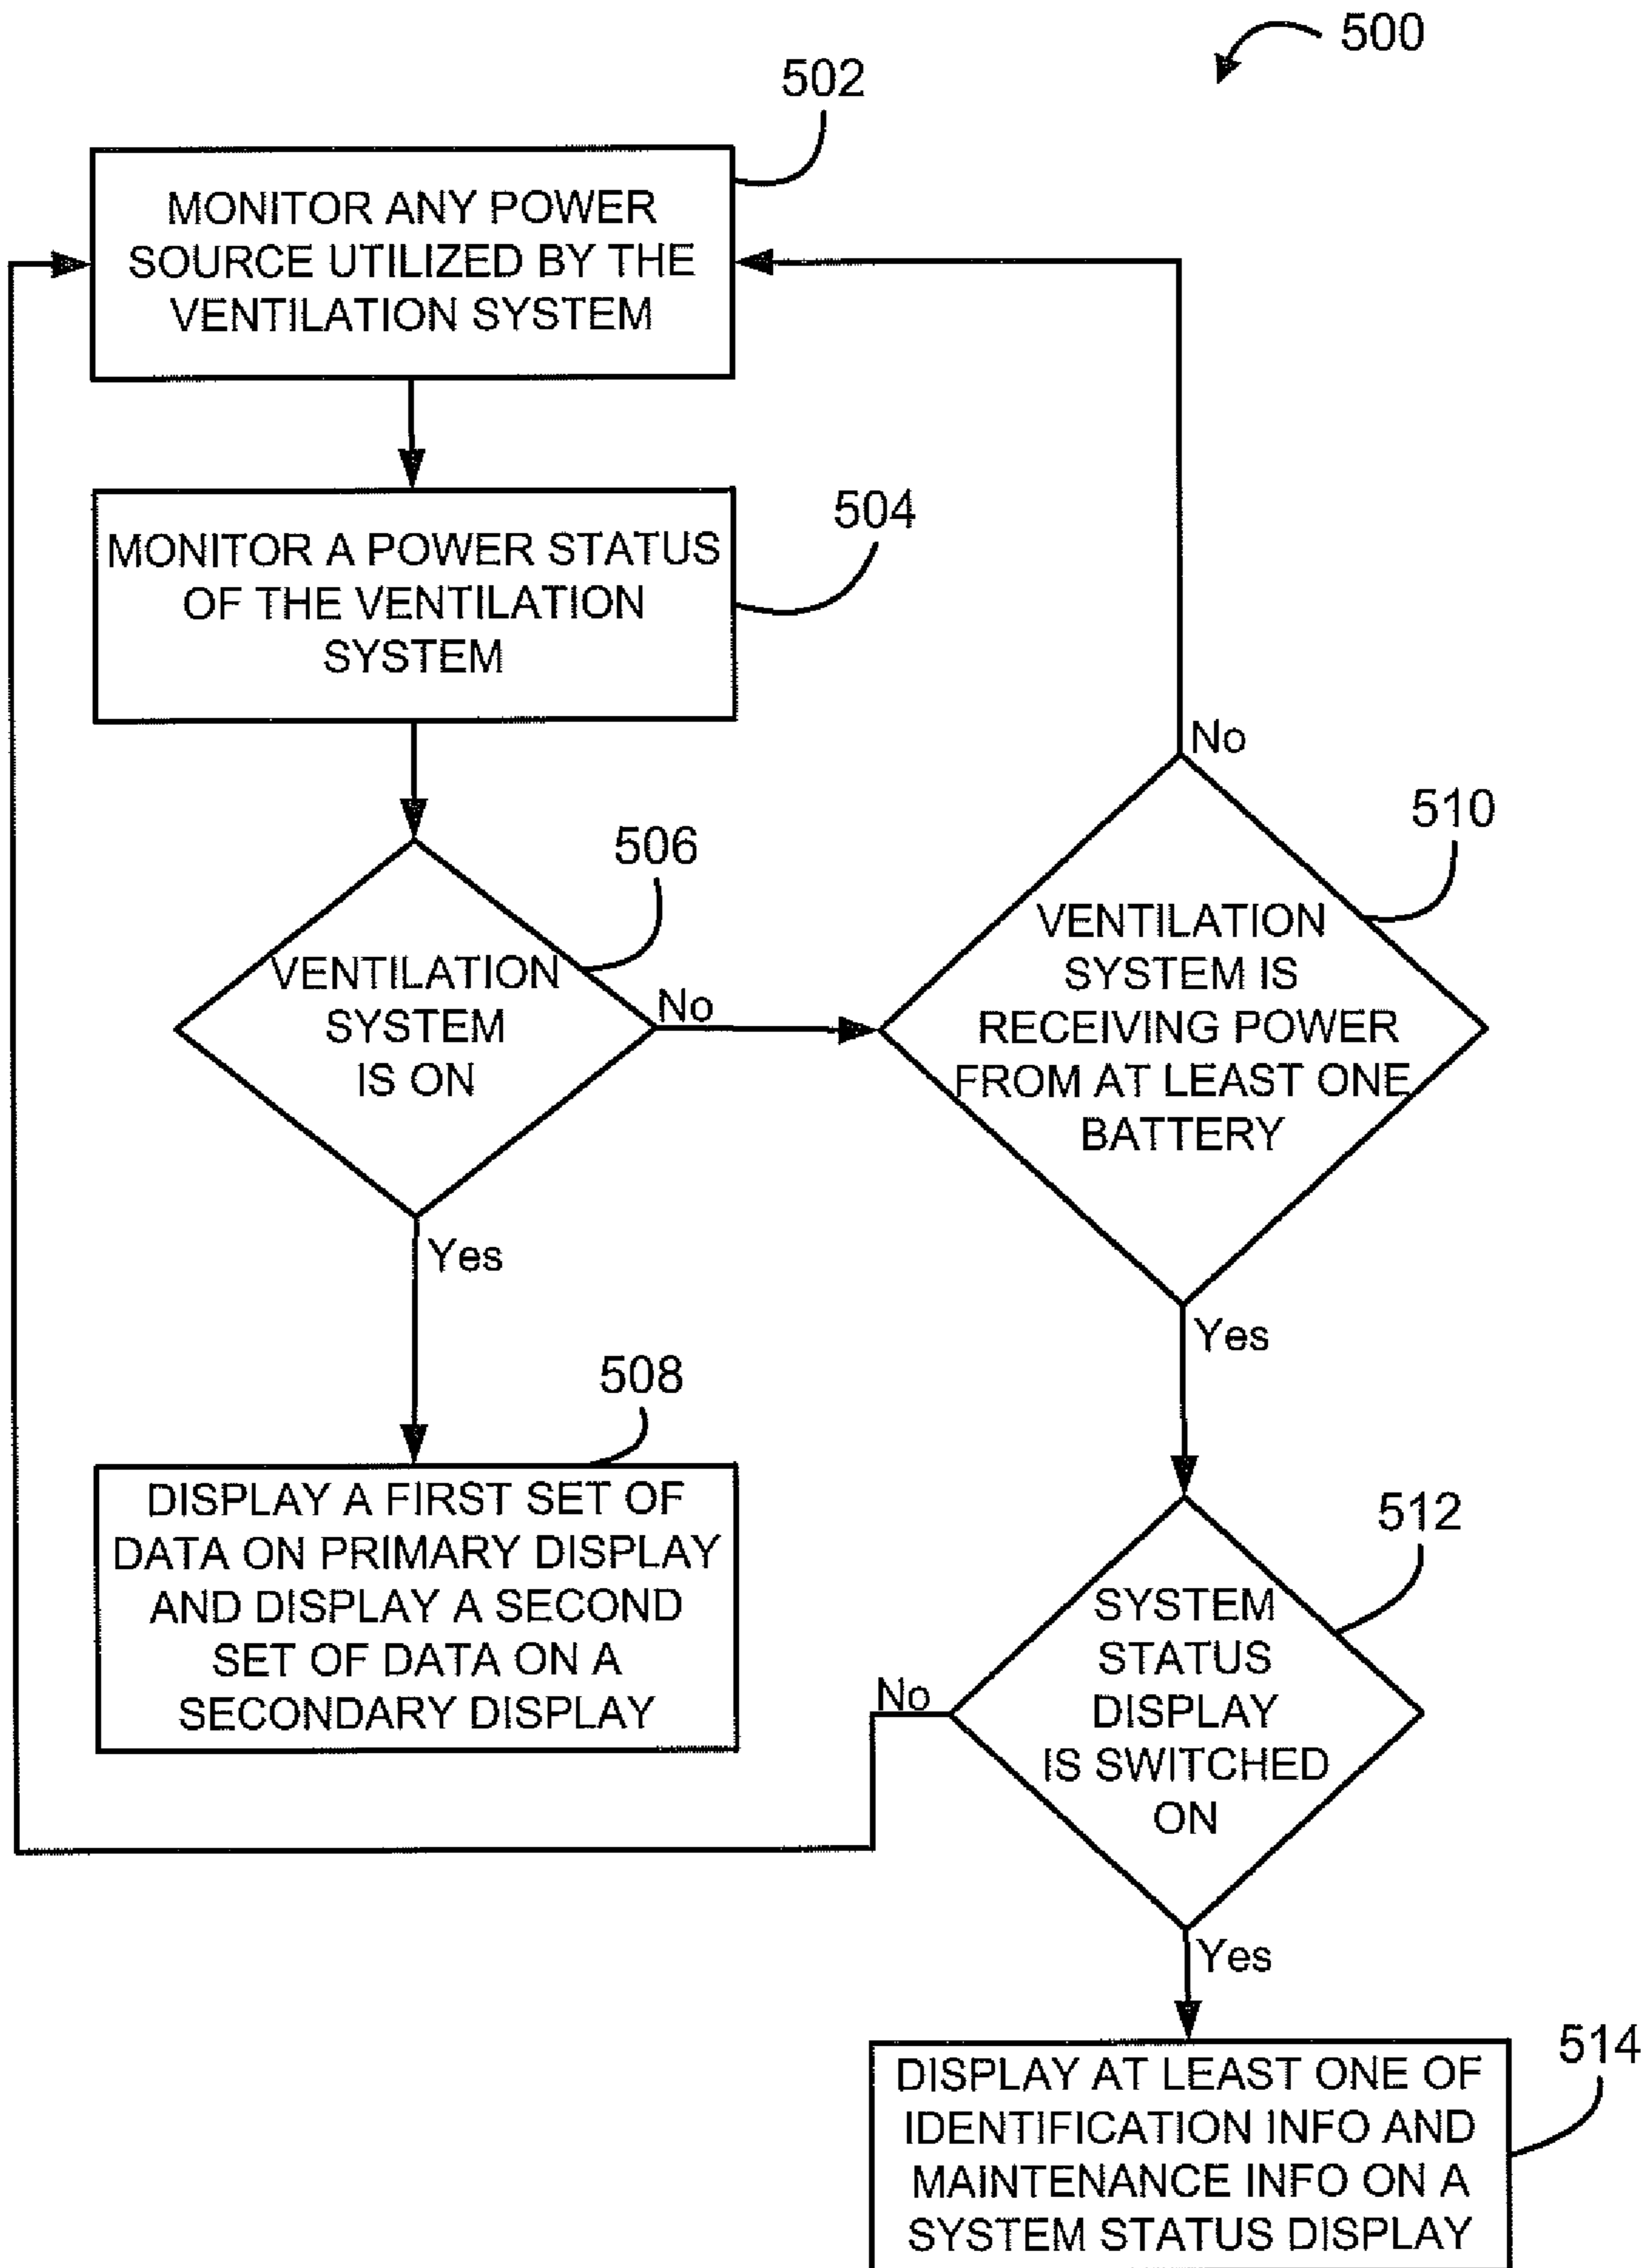 500
502
MONITOR ANY POWER
SOURCE UTILIZED BY THE
VENTILATION SYSTEM
504
MONITOR A POWER STATUS
OF THE VENTILATION
SYSTEM
No
510
506
VENTILATION
SYSTEM IS
RECEIVING POWER
FROM AT LEAST ONE
BATTERY
VENTILATION
SYSTEM
IS ON
No
Yes
Yes
508
DISPLAY A FIRST SET OF
DATA ON PRIMARY DISPLAY
AND DISPLAY A SECOND
SET OF DATA ON A
SECONDARY DISPLAY
512
SYSTEM
STATUS
DISPLAY
IS SWITCHED
ON
No
Yes
514
DISPLAY AT LEAST ONE OF
IDENTIFICATION INFO AND
MAINTENANCE INFO ON A
SYSTEM STATUS DISPLAY